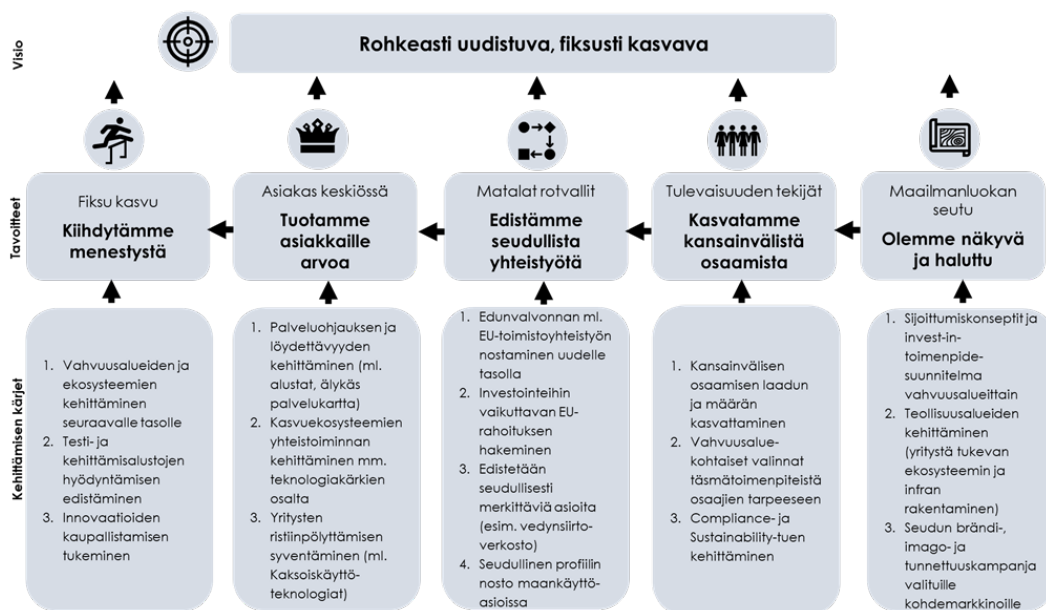 Visio
Rohkeasti uudistuva, fiksusti kasvava
Tavoitteet
Fiksu kasvu
Kiihdytämme
menestystä
Asiakas keskiössä
Tuotamme
asiakkaille
arvoa
Matalat rotvallit
Edistämme
seudullista
yhteistyötä
Tulevaisuuden tekijät
Kasvatamme
kansainvälistä
osaamista
Maailmanluokan
seutu
Olemme näkyvä
ja haluttu
Kehittämisen kärjet
1. Vahvuusalueiden ja
ekosysteemien
kehittäminen
seuraavalle tasolle
2. Testi- ja
kehittämisalustojen
hyödyntämisen
edistäminen
3. Innovaatioiden
kaupallistamisen
tukeminen
1. Palveluohjauksen ja
löydettävyyden
kehittäminen (ml.
alustat, älykäs
palvelukartta)
2. Kasvuekosysteemien
yhteistoiminnan
kehittäminen mm.
teknologiakärkien
osalta
3. Yritysten
ristiinpölyttämisen
syventäminen (ml.
Kaksoiskäyttö-
teknologiat)
1. Edunvalvonnan ml.
EU-toimistoyhteistyön
nostaminen uudelle
tasolla
2. Investointeihin
vaikuttavan EU-
rahoituksen
hakeminen
3. Edistetään
seudullisesti
merkittäviä asioita
(esim. vedynsiirto-
verkosto)
4. Seudullinen profiilin
nosto maankäyttö-
asioissa
1. Kansainvälisen
osaamisen laadun
ja määrän
kasvattaminen
2. Vahvuusalue-
kohtaiset valinnat
täsmätoimenpiteistä
osaajien tarpeeseen
3. Compliance- ja
Sustainability-tuen
kehittäminen
1. Sijoittumiskonseptit ja
invest-in-
toimenpide-
suunnitelma
vahvuusalueittain
2. Teollisuusalueiden
kehittäminen
(yritystä tukevan
ekosysteemin ja
infran
rakentaminen)
3. Seudun brändi-,
imago- ja
tunnettuuskampanja
valituille
kohdemarkkinoille